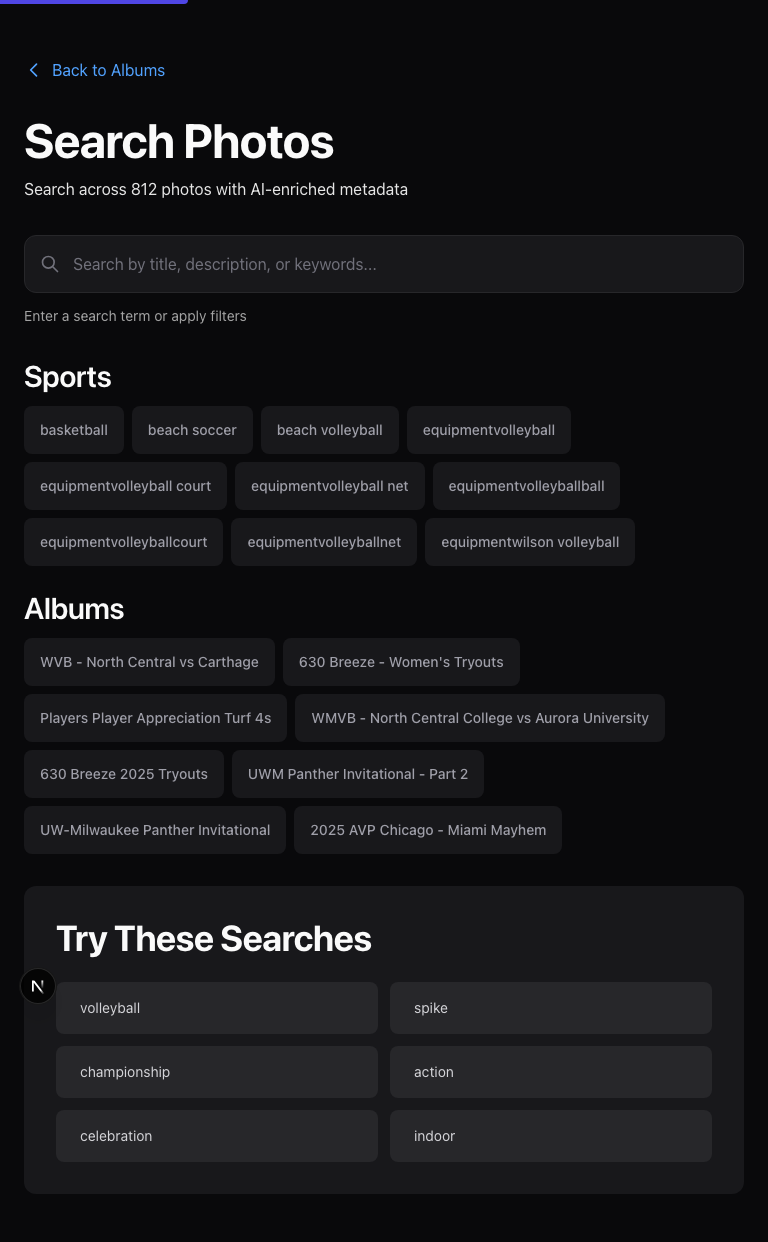 Back to Albums
Search Photos
Search across 812 photos with AI-enriched metadata
Search by title, description, or keywords...
Enter a search term or apply filters
Sports
basketball beach soccer beach volleyball equipmentvolleyball
equipmentvolleyball court equipmentvolleyball net equipmentvolleyballball
equipmentvolleyballcourt equipmentvolleyballnet equipmentwilson volleyball
Albums
WVB - North Central vs Carthage 630 Breeze - Women's Tryouts
Players Player Appreciation Turf 4s WMVB - North Central College vs Aurora University
630 Breeze 2025 Tryouts UWM Panther Invitational - Part 2
UW-Milwaukee Panther Invitational 2025 AVP Chicago - Miami Mayhem
Try These Searches
N
volleyball spike
championship action
celebration indoor